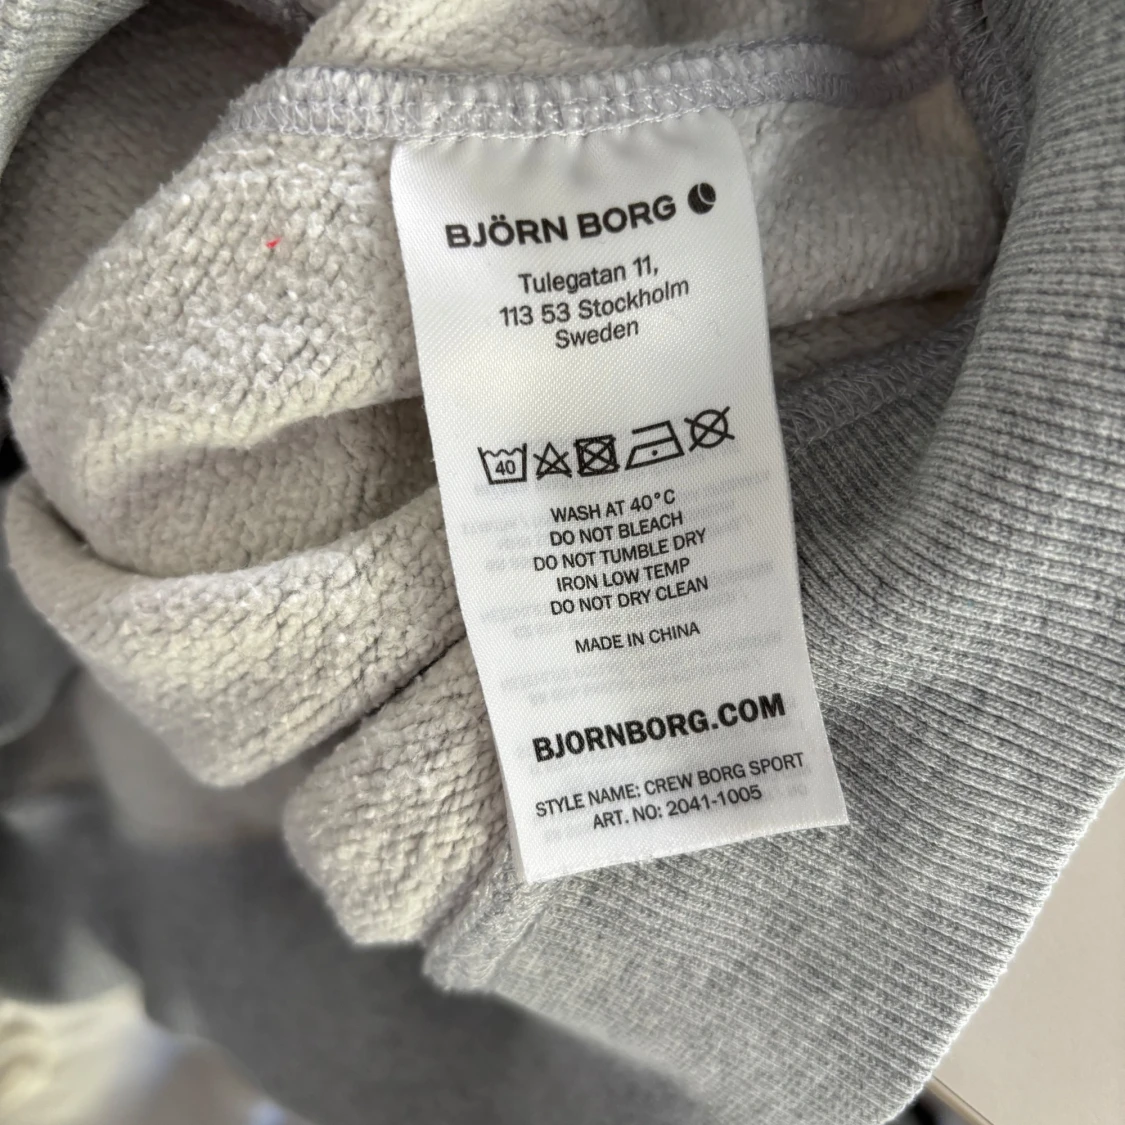 BJÖRN BORG
Tulegatan 11,
113 53 Stockholm
Sweden
40
WASH AT 40°C
DO NOT BLEACH
DO NOT TUMBLE DRY
IRON LOW TEMP
DO NOT DRY CLEAN
MADE IN CHINA
BJORNBORG.COM
STYLE NAME: CREW BORG SPORT
ART. NO: 2041-1005